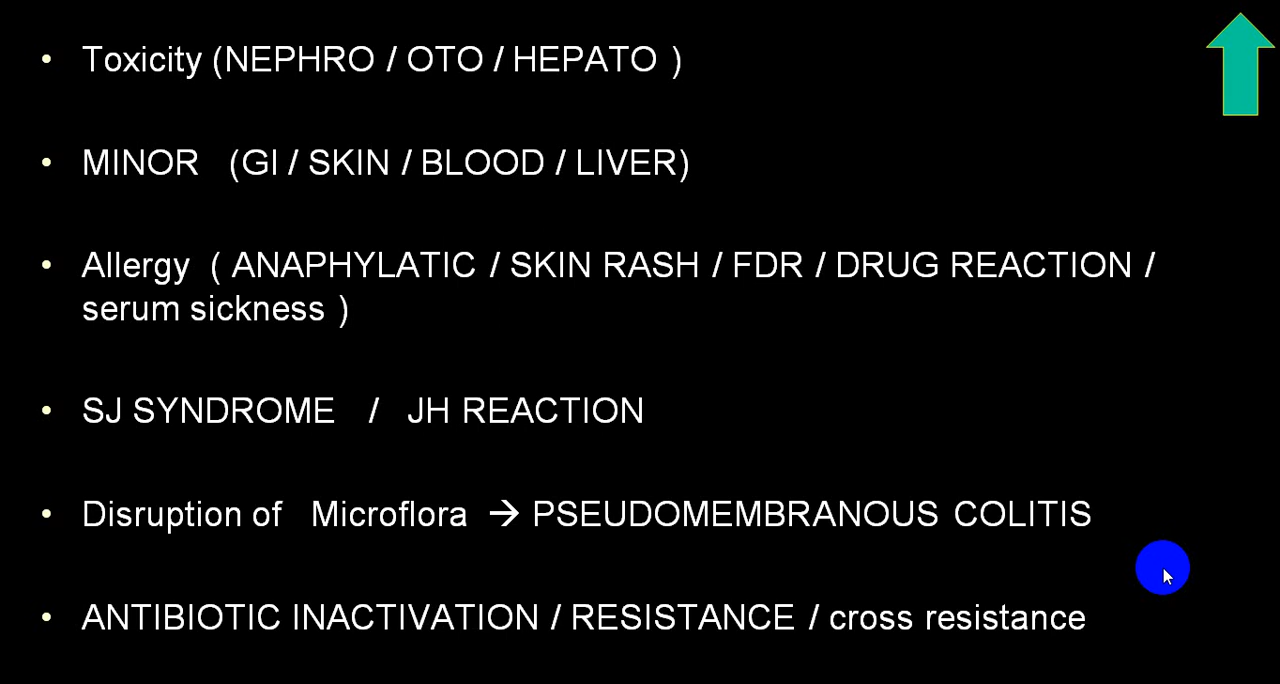 • Toxicity (NEPHRO / OTO / HEPATO )
• MINOR (GI / SKIN / BLOOD / LIVER)
• Allergy ( ANAPHYLATIC / SKIN RASH / FDR / DRUG REACTION /
serum sickness )
• SJ SYNDROME / JH REACTION
• Disruption of Microflora → PSEUDOMEMBRANOUS COLITIS
• ANTIBIOTIC INACTIVATION / RESISTANCE / cross resistance